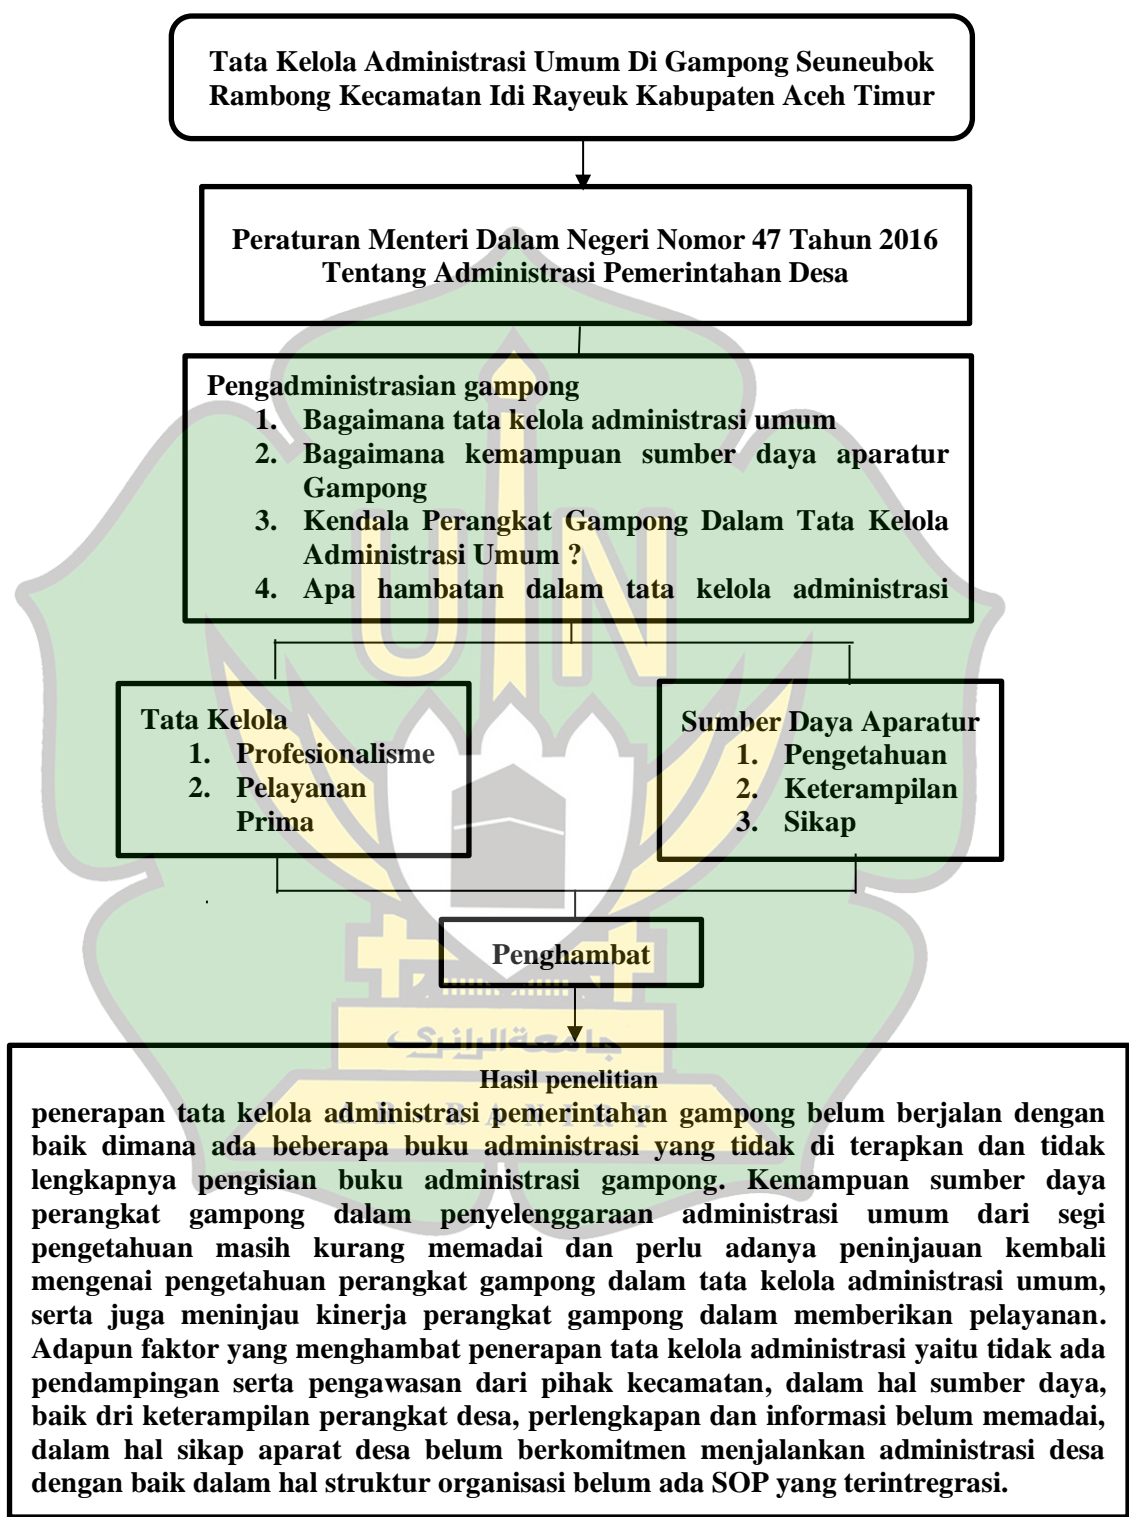 Tata Kelola Administrasi Umum Di Gampong Seuneubok
Rambong Kecamatan Idi Rayeuk Kabupaten Aceh Timur
Peraturan Menteri Dalam Negeri Nomor 47 Tahun 2016
Tentang Administrasi Pemerintahan Desa
Pengadministrasian gampong
1. Bagaimana tata kelola administrasi umum
2. Bagaimana kemampuan sumber daya aparatur
Gampong
3. Kendala Perangkat Gampong Dalam Tata Kelola
Administrasi Umum ?
4. Apa hambatan dalam tata kelola administrasi
UIN
Tata Kelola
1. Profesionalisme
2. Pelayanan
Prima
Sumber Daya Aparatur
1. Pengetahuan
2. Keterampilan
3. Sikap
Penghambat
جامعة الرانري
Hasil penelitian
A R - R A N I R Y
penerapan tata kelola administrasi pemerintahan gampong belum berjalan dengan
baik dimana ada beberapa buku administrasi yang tidak di terapkan dan tidak
lengkapnya pengisian buku administrasi gampong. Kemampuan sumber daya
perangkat gampong dalam penyelenggaraan administrasi umum dari segi
pengetahuan masih kurang memadai dan perlu adanya peninjauan kembali
mengenai pengetahuan perangkat gampong dalam tata kelola administrasi umum,
serta juga meninjau kinerja perangkat gampong dalam memberikan pelayanan.
Adapun faktor yang menghambat penerapan tata kelola administrasi yaitu tidak ada
pendampingan serta pengawasan dari pihak kecamatan, dalam hal sumber daya,
baik dri keterampilan perangkat desa, perlengkapan dan informasi belum memadai,
dalam hal sikap aparat desa belum berkomitmen menjalankan administrasi desa
dengan baik dalam hal struktur organisasi belum ada SOP yang terintregrasi.